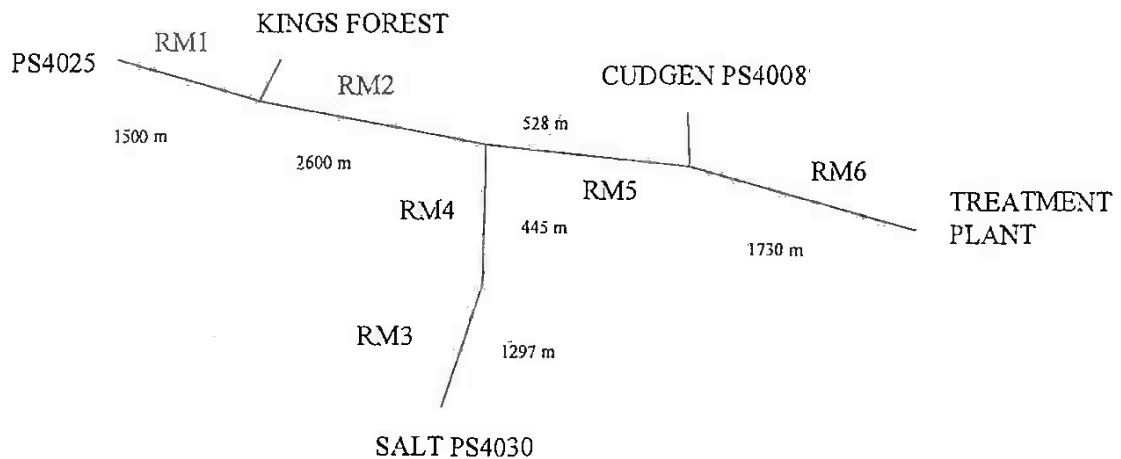 KINGS FOREST
RM1
PS4025
RM2
CUDGEN PS4008
1500 m
528 m
2600 m
RM6
RM4
RM5
TREATMENT
PLANT
445 m
1730 m
RM3
1297 m
SALT PS4030